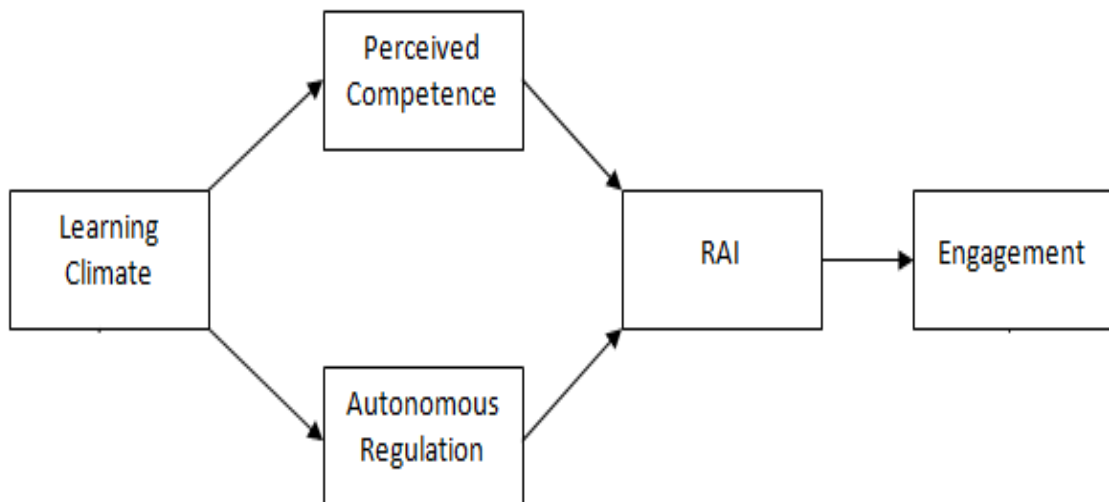 Perceived
Competence
Learning
Climate
RAI
Engagement
Autonomous
Regulation